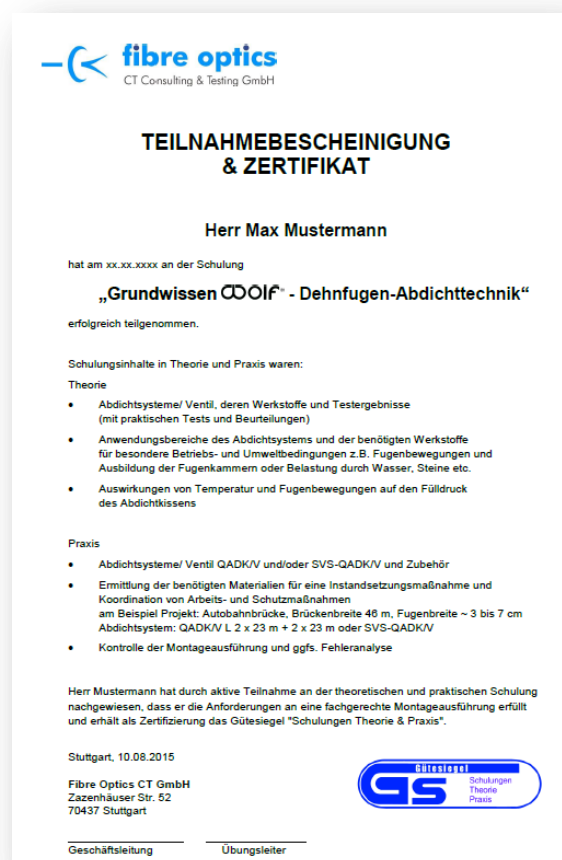 fibre optics
CT Consulting & Testing GmbH
TEILNAHMEBESCHEINIGUNG
& ZERTIFIKAT
Herr Max Mustermann
hat am xx.xx.xxxx an der Schulung
„Grundwissen Wolf® - Dehnfugen-Abdichttechnik“
erfolgreich teilgenommen.
Schulungsinhalte in Theorie und Praxis waren:
Theorie
• Abdichtsysteme/ Ventil, deren Werkstoffe und Testergebnisse
(mit praktischen Tests und Beurteilungen)
• Anwendungsbereiche des Abdichtsystems und der benötigten Werkstoffe
für besondere Betriebs- und Umweltbedingungen z.B. Fugenbewegungen und
Ausbildung der Fugenkammern oder Belastung durch Wasser, Steine etc.
• Auswirkungen von Temperatur und Fugenbewegungen auf den Fülldruck
des Abdichtkissens
Praxis
• Abdichtsysteme/ Ventil QADK/V und/oder SVS-QADK/V und Zubehör
• Ermittlung der benötigten Materialien für eine Instandsetzungsmaßnahme und
Koordination von Arbeits- und Schutzmaßnahmen
am Beispiel Projekt: Autobahnbrücke, Brückenbreite 46 m, Fugenbreite ~ 3 bis 7 cm
Abdichtsystem: QADK/V L 2 x 23 m + 2 x 23 m oder SVS-QADK/V
• Kontrolle der Montageausführung und ggfs. Fehleranalyse
Herr Mustermann hat durch aktive Teilnahme an der theoretischen und praktischen Schulung
nachgewiesen, dass er die Anforderungen an eine fachgerechte Montageausführung erfüllt
und erhält als Zertifizierung das Gütesiegel "Schulungen Theorie & Praxis".
Stuttgart, 10.08.2015
Fibre Optics CT GmbH
Zazenhäuser Str. 52
70437 Stuttgart
Gütesiegel
GS
Schulungen
Theorie
Praxis
Geschäftsleitung Übungsleiter